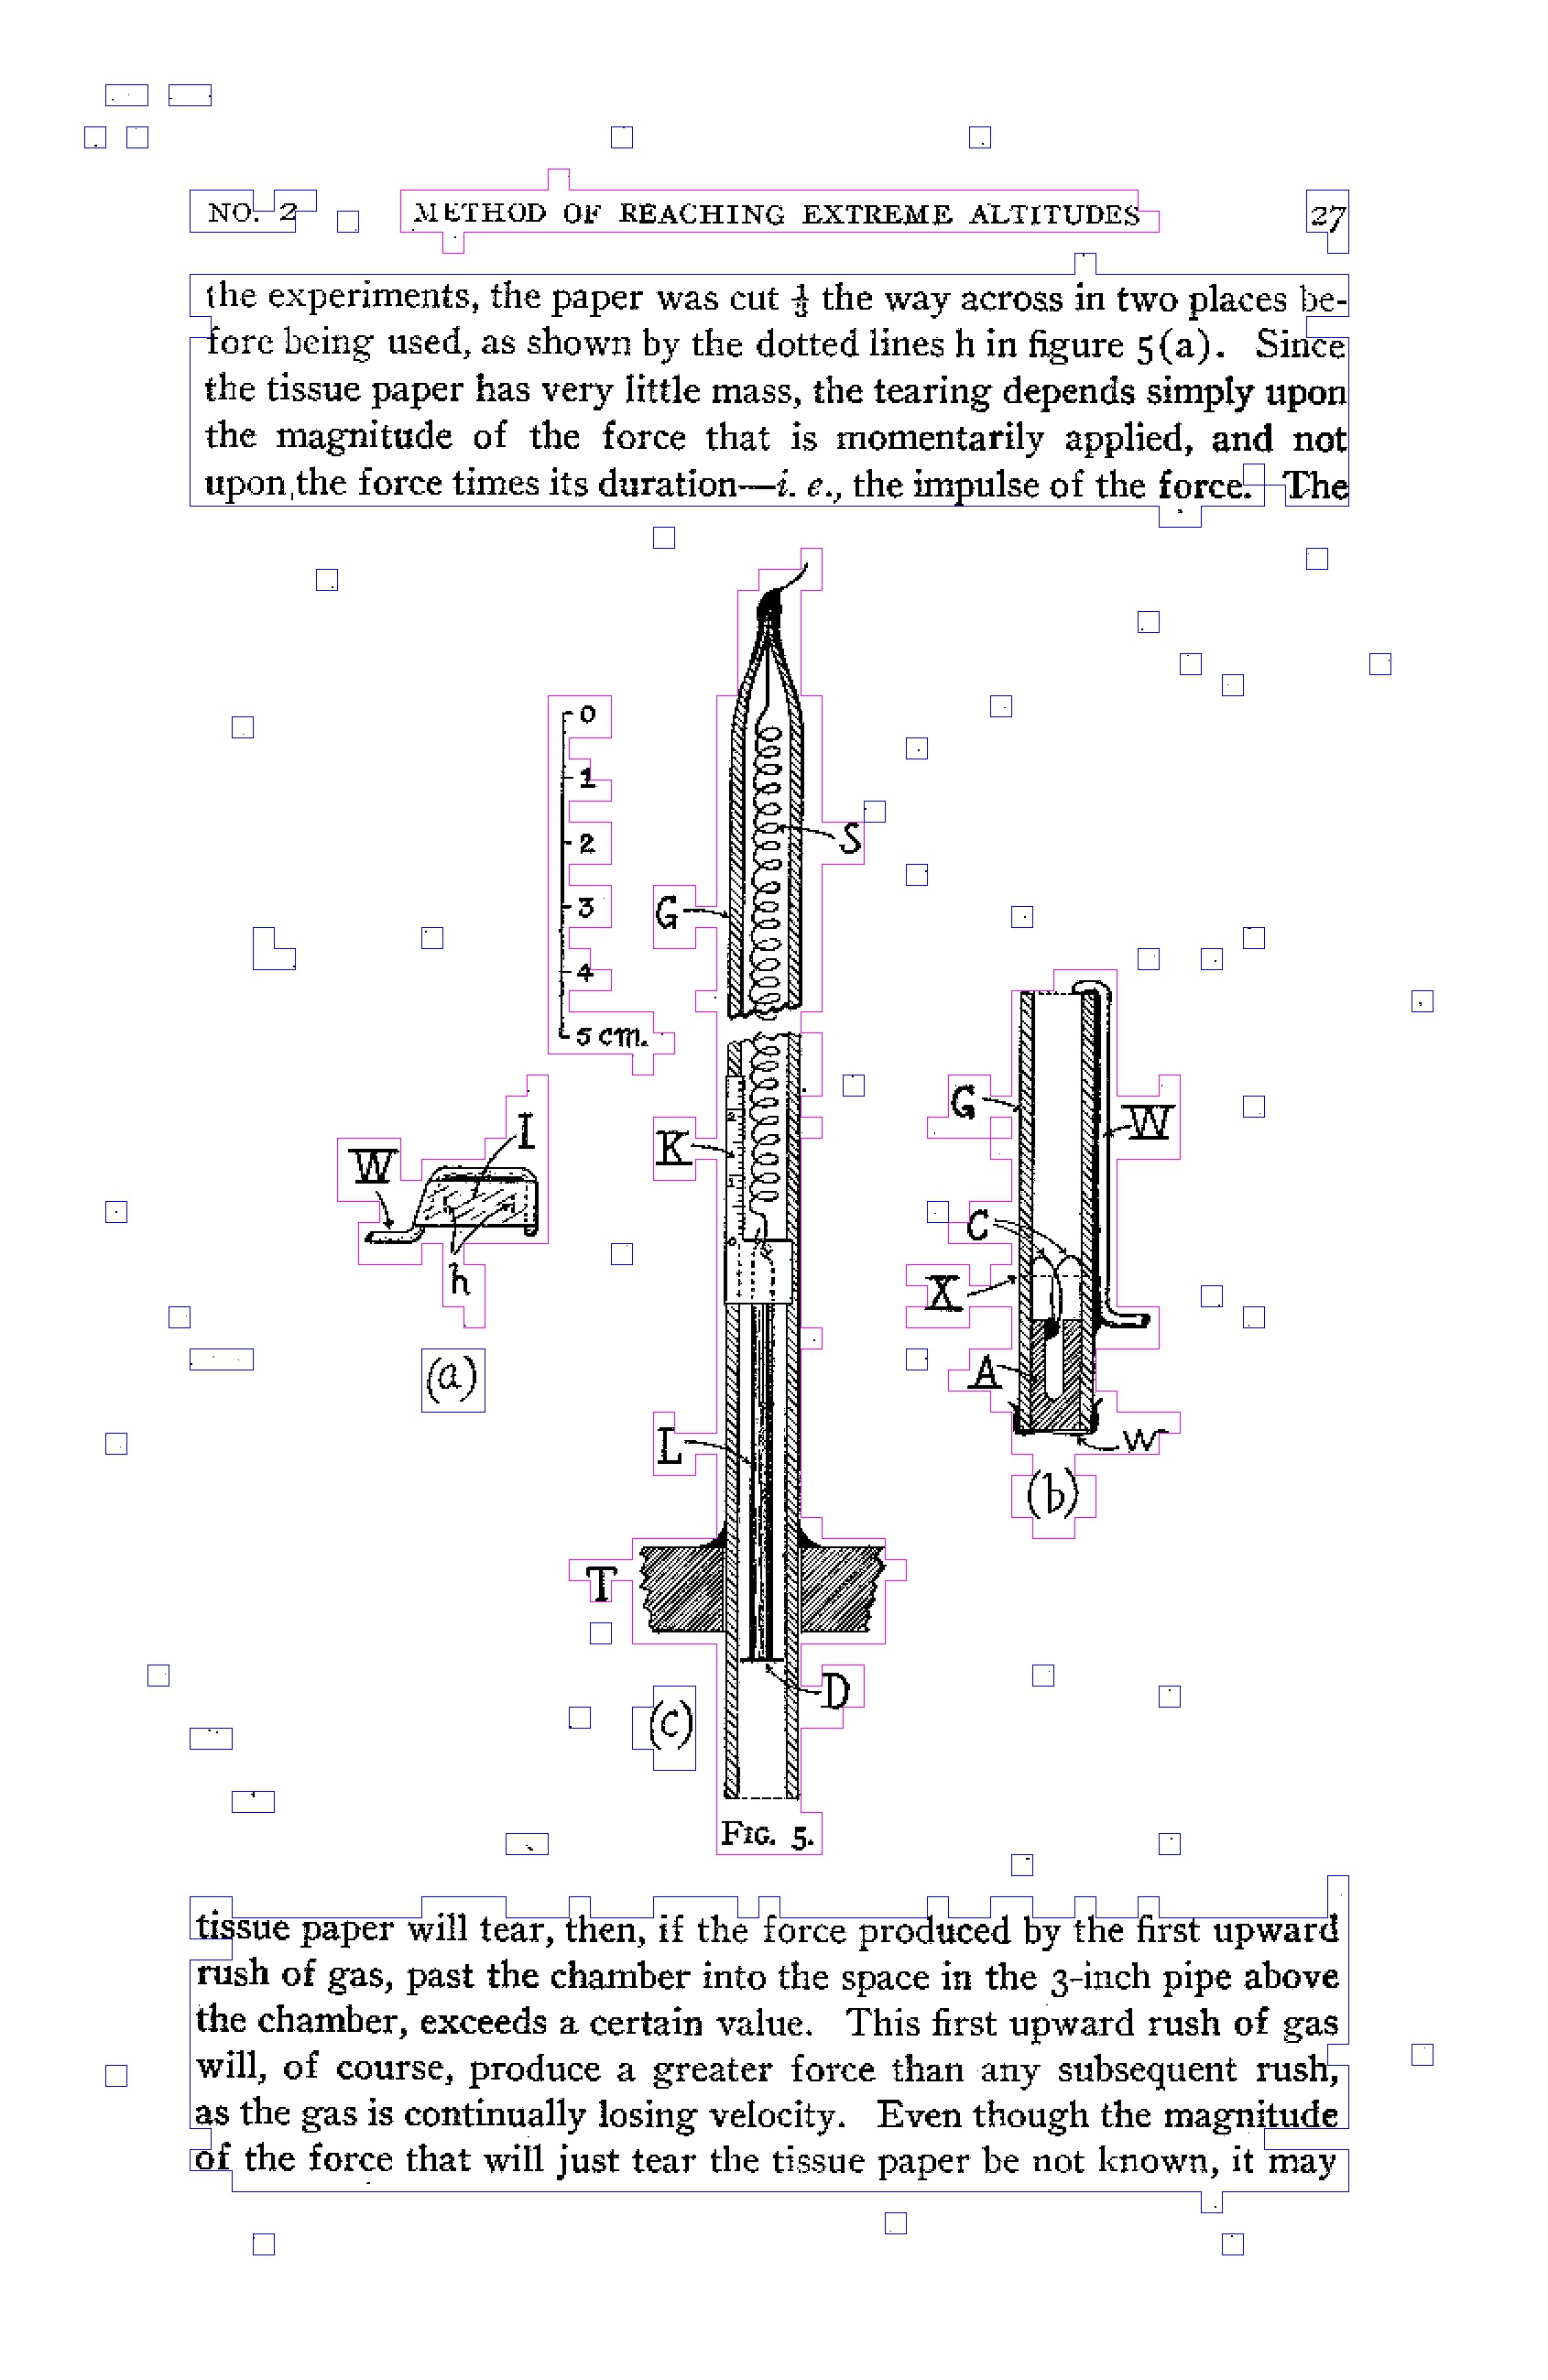 NO. 2 METHOD OF REACHING EXTREME ALTITUDES 27
the experiments, the paper was cut ⅓ the way across in two places be-
fore being used, as shown by the dotted lines h in figure 5(a). Since
the tissue paper has very little mass, the tearing depends simply upon
the magnitude of the force that is momentarily applied, and not
upon the force times its duration—i. e., the impulse of the force. The
0
1
2
3
4
5 cm.
S
G
K
2
1
0
L
T
D
(c)
I
W
h
(a)
G
W
C
X
A
w
(b)
FIG. 5.
tissue paper will tear, then, if the force produced by the first upward
rush of gas, past the chamber into the space in the 3-inch pipe above
the chamber, exceeds a certain value. This first upward rush of gas
will, of course, produce a greater force than any subsequent rush,
as the gas is continually losing velocity. Even though the magnitude
of the force that will just tear the tissue paper be not known, it may